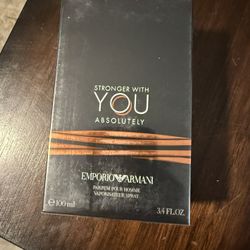 STRONGER WITH
YOU
ABSOLUTELY
EMPORIO ARMANI
PARFUM POUR HOMME
VAPORISATEUR SPRAY
℮ 100 ml 3.4 FL.OZ.